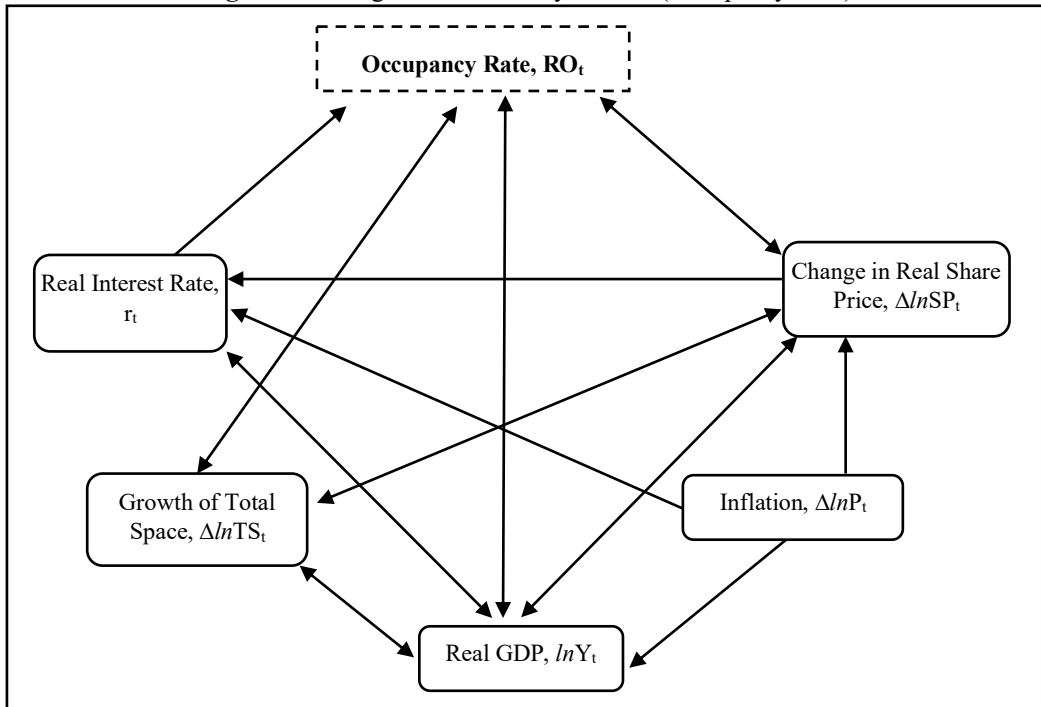 Occupancy Rate, ROt
Real Interest Rate,
rt
Change in Real Share
Price, ΔlnSPt
Growth of Total
Space, ΔlnTSt
Inflation, ΔlnPt
Real GDP, lnYt